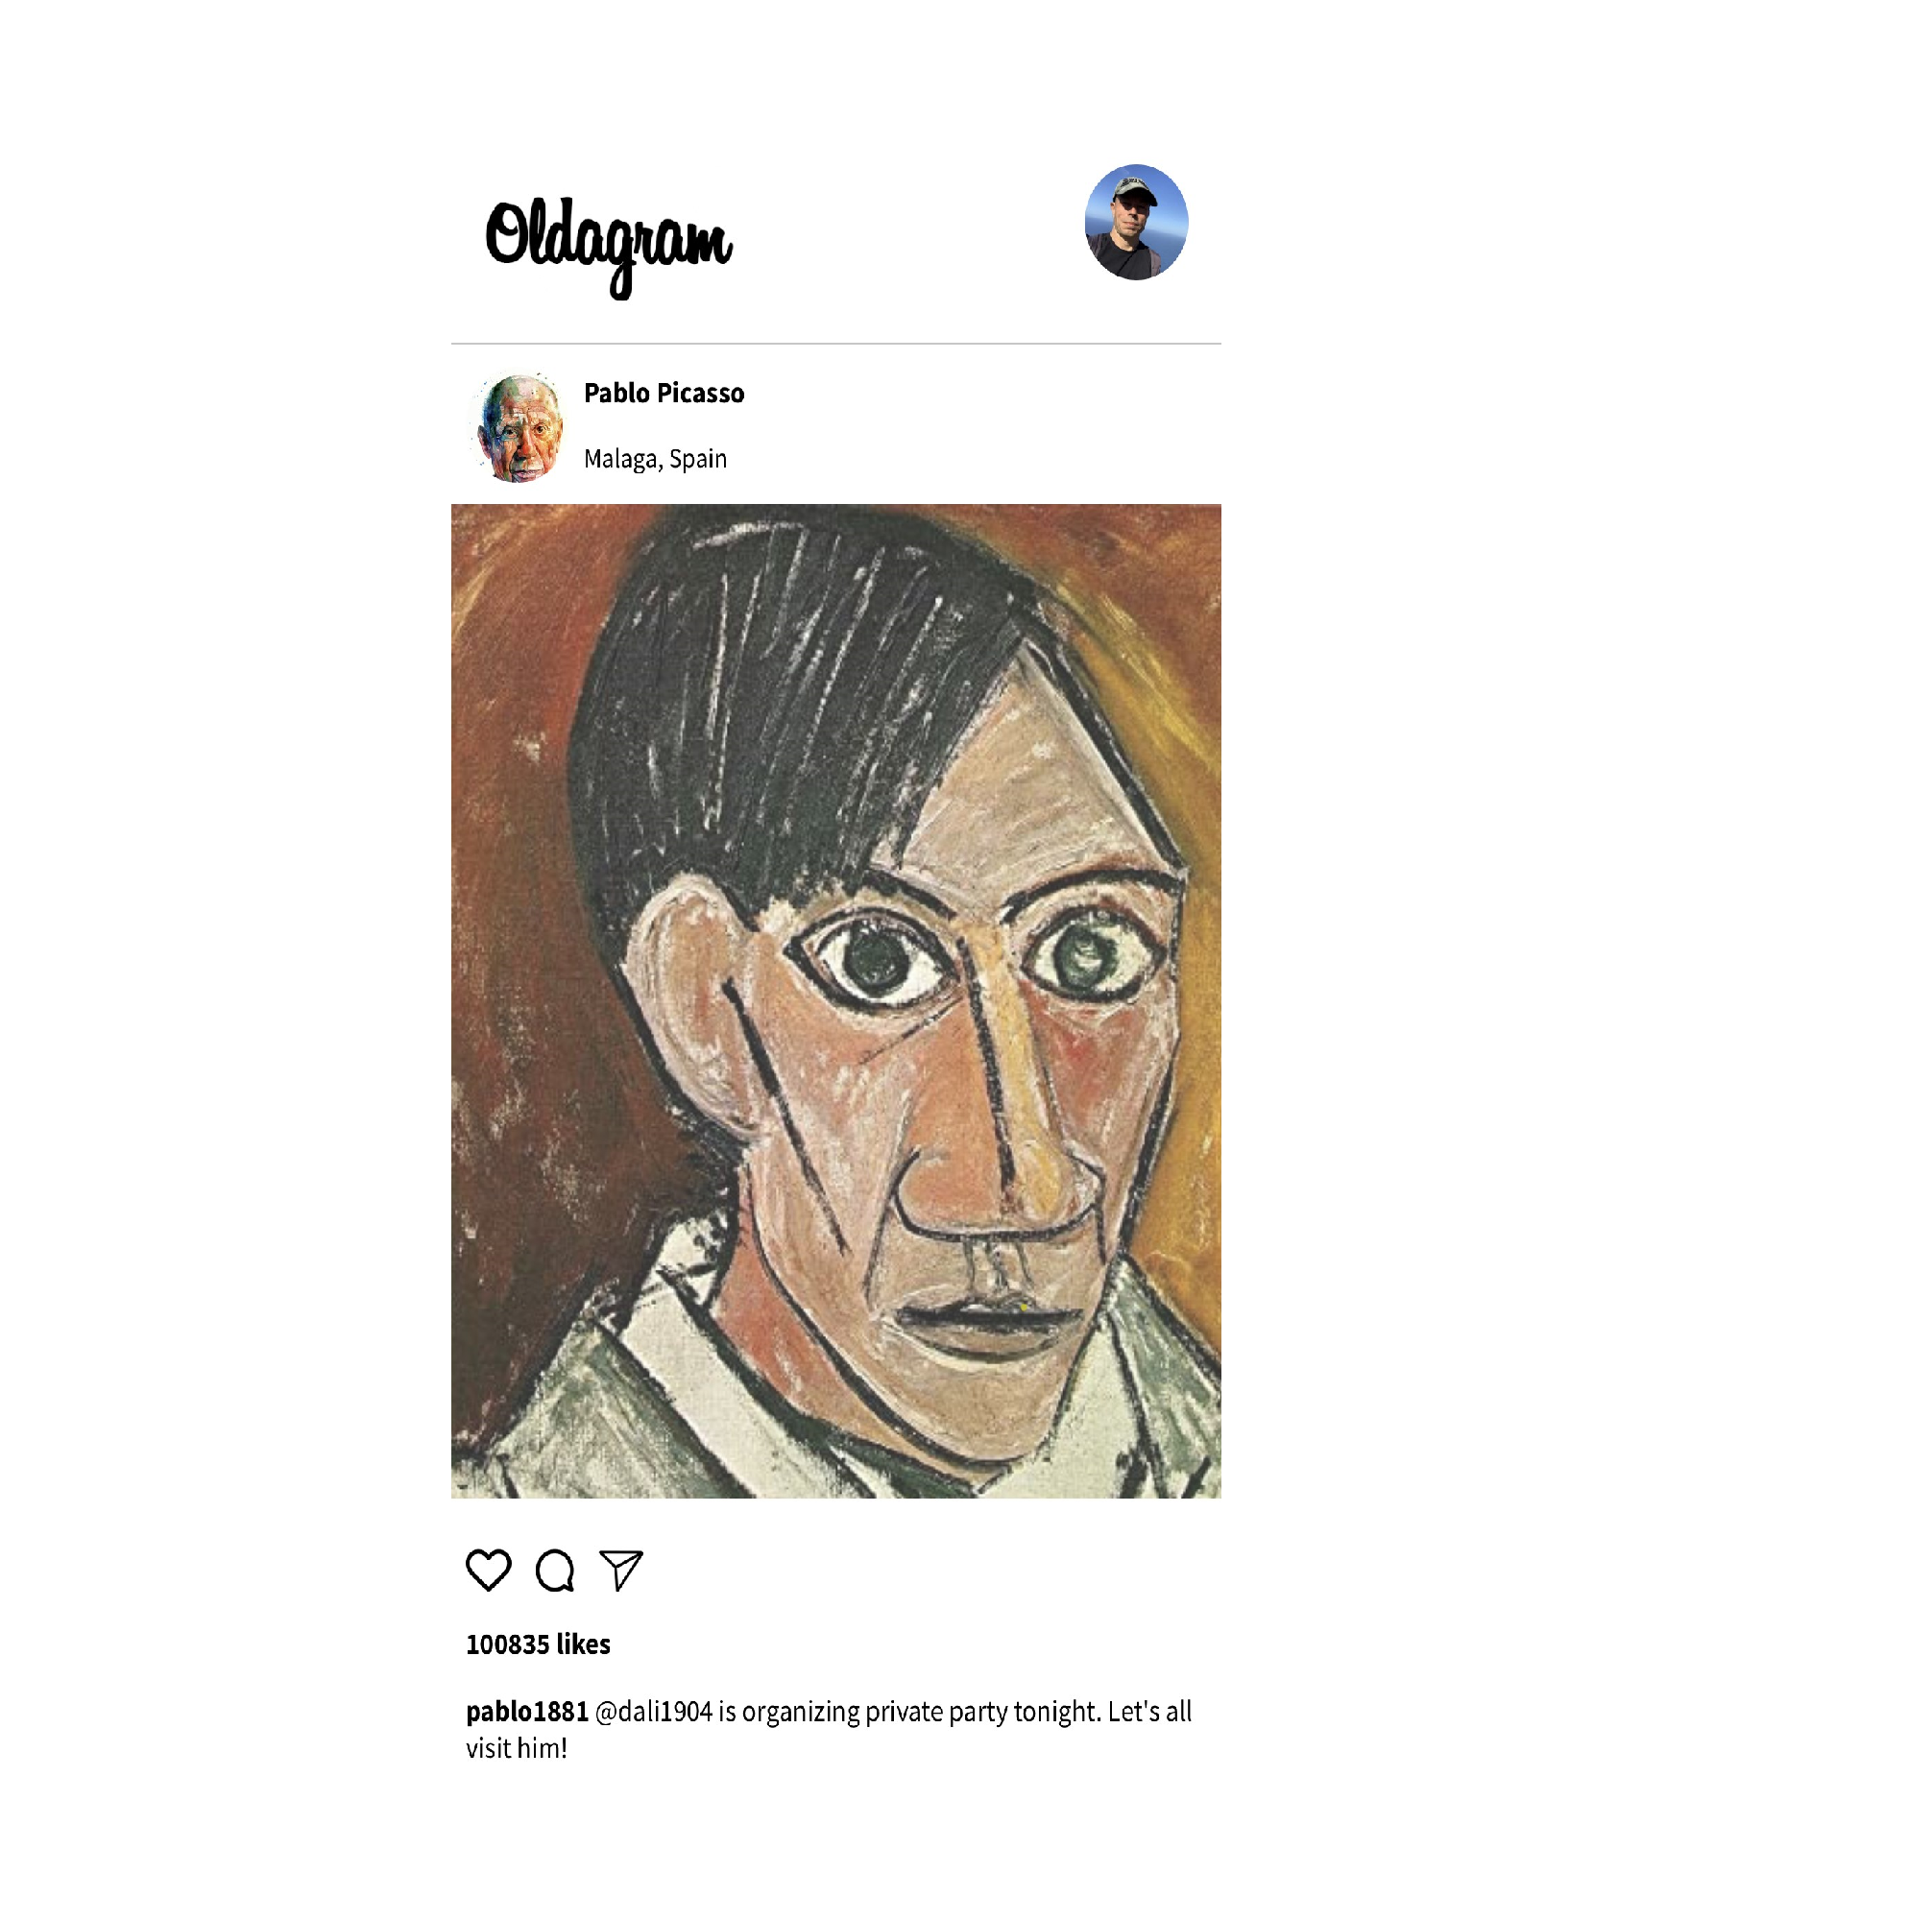 Oldagram
Pablo Picasso
Malaga, Spain
100835 likes
pablo1881 @dali1904 is organizing private party tonight. Let's all
visit him!